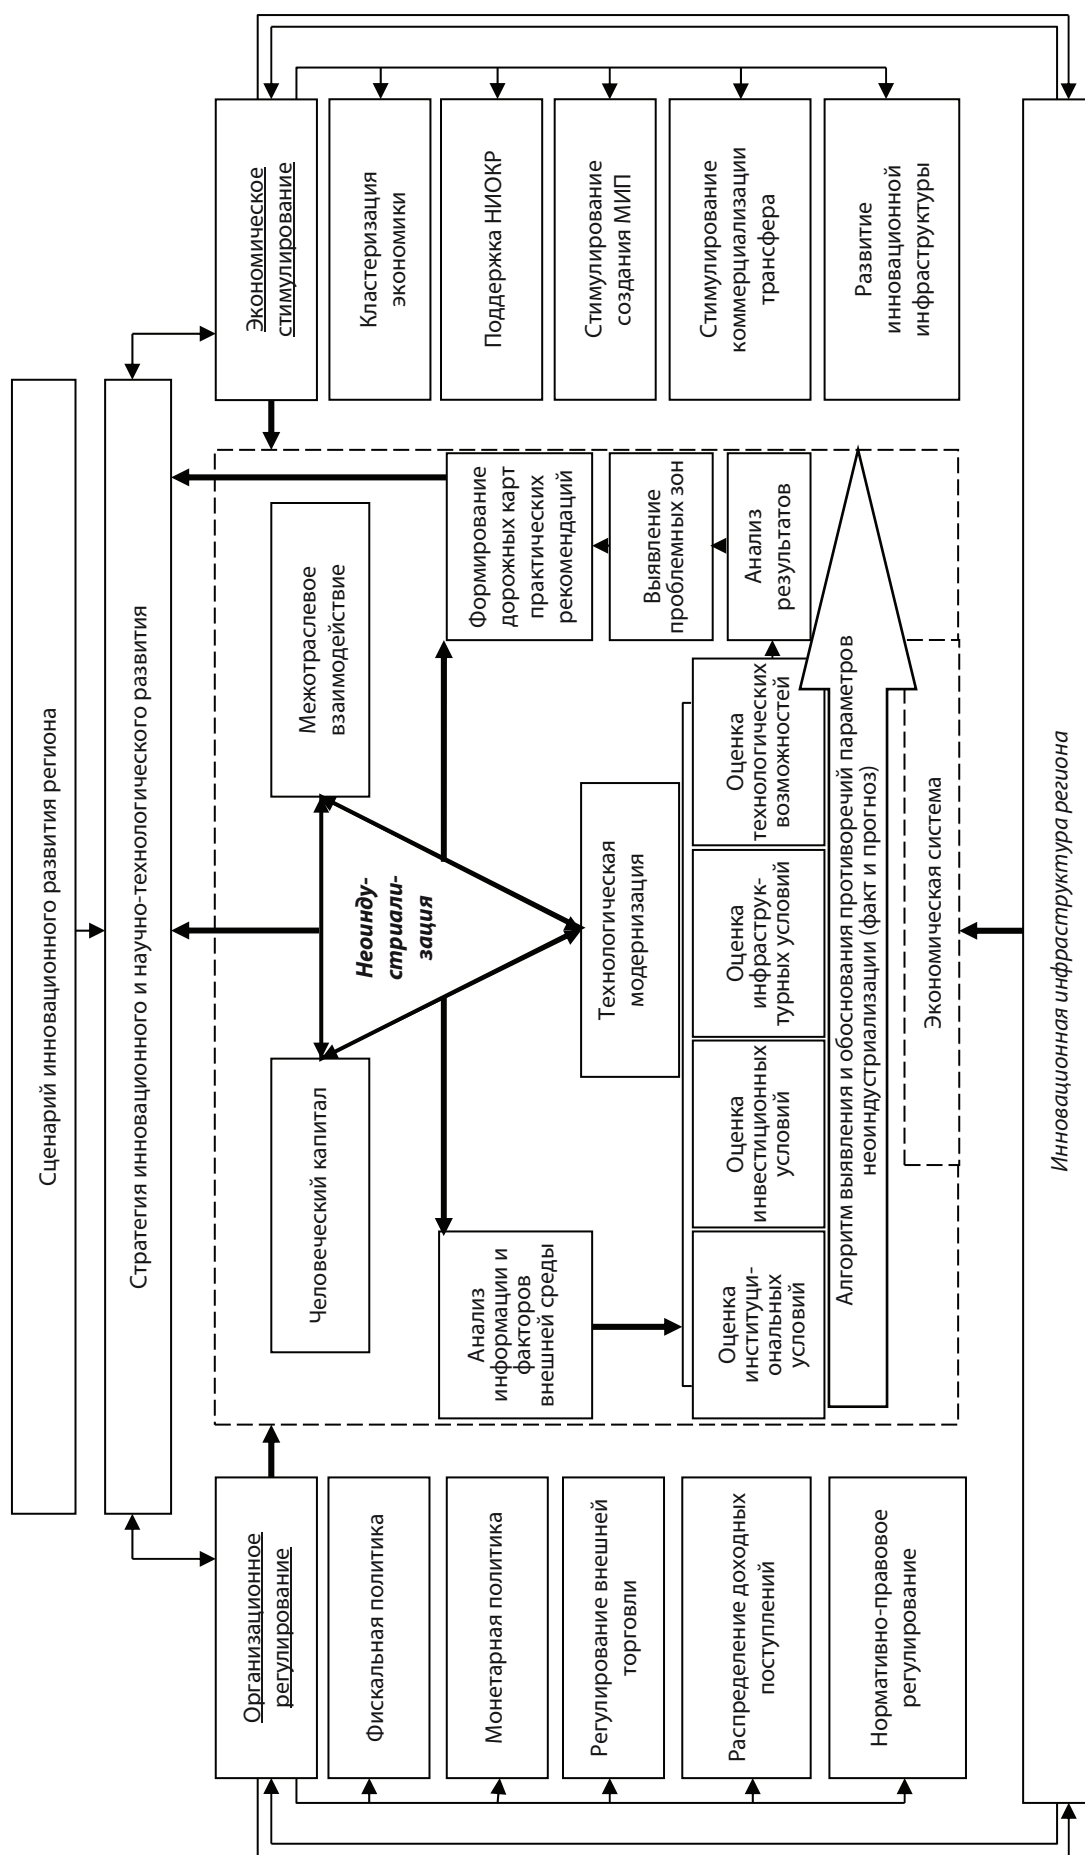 Сценарий инновационного развития региона
Стратегия инновационного и научно-технологического развития
Организационное
регулирование
Фискальная политика
Монетарная политика
Регулирование внешней
торговли
Распределение доходных
поступлений
Нормативно-правовое
регулирование
Человеческий капитал
Межотраслевое
взаимодействие
Неоинду-
стриали-
зация
Анализ
информации и
факторов
внешней среды
Технологическая
модернизация
Формирование
дорожных карт
практических
рекомендаций
Выявление
проблемных зон
Анализ
результатов
Оценка
институци-
ональных
условий
Оценка
инвестиционных
условий
Оценка
инфраструк-
турных условий
Оценка
технологических
возможностей
Алгоритм выявления и обоснования противоречий параметров
неоиндустриализации (факт и прогноз)
Экономическая система
Экономическое
стимулирование
Кластеризация
экономики
Поддержка НИОКР
Стимулирование
создания МИП
Стимулирование
коммерциализации
трансфера
Развитие
инновационной
инфраструктуры
Инновационная инфраструктура региона